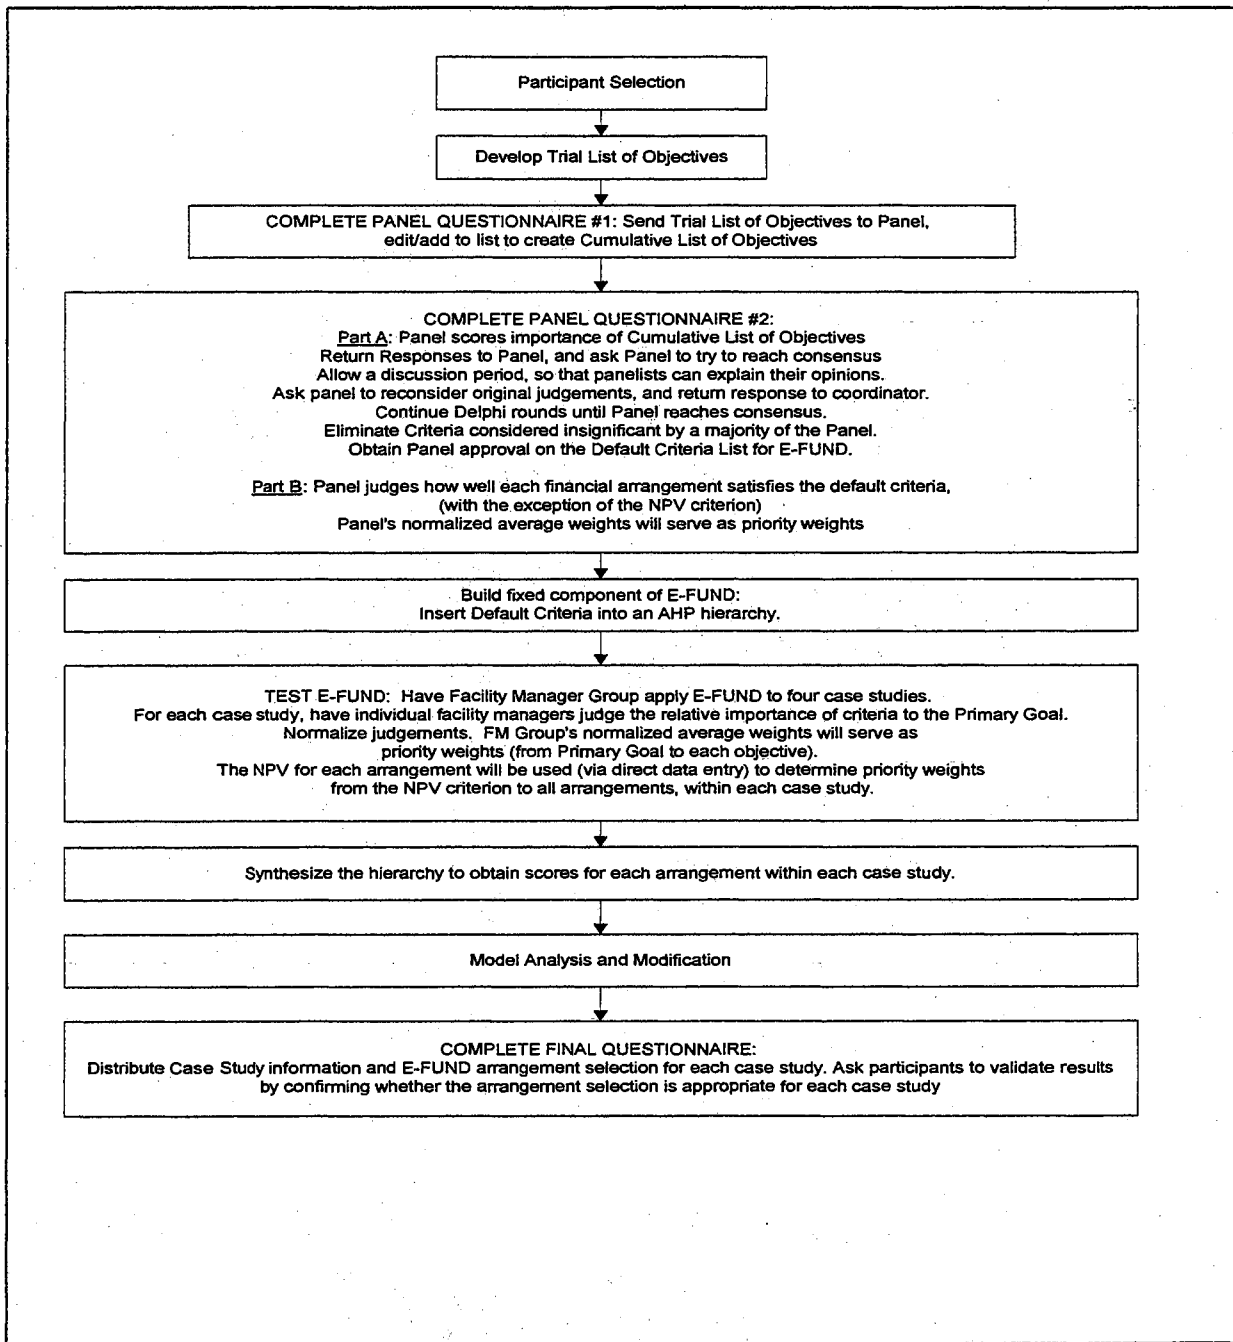 Participant Selection
Develop Trial List of Objectives
COMPLETE PANEL QUESTIONNAIRE #1: Send Trial List of Objectives to Panel,
edit/add to list to create Cumulative List of Objectives
COMPLETE PANEL QUESTIONNAIRE #2:
Part A: Panel scores importance of Cumulative List of Objectives
Return Responses to Panel, and ask Panel to try to reach consensus
Allow a discussion period, so that panelists can explain their opinions.
Ask panel to reconsider original judgements, and return response to coordinator.
Continue Delphi rounds until Panel reaches consensus.
Eliminate Criteria considered insignificant by a majority of the Panel.
Obtain Panel approval on the Default Criteria List for E-FUND.
Part B: Panel judges how well each financial arrangement satisfies the default criteria,
(with the exception of the NPV criterion)
Panel's normalized average weights will serve as priority weights
Build fixed component of E-FUND:
Insert Default Criteria into an AHP hierarchy.
TEST E-FUND: Have Facility Manager Group apply E-FUND to four case studies.
For each case study, have individual facility managers judge the relative importance of criteria to the Primary Goal.
Normalize judgements. FM Group's normalized average weights will serve as
priority weights (from Primary Goal to each objective).
The NPV for each arrangement will be used (via direct data entry) to determine priority weights
from the NPV criterion to all arrangements, within each case study.
Synthesize the hierarchy to obtain scores for each arrangement within each case study.
Model Analysis and Modification
COMPLETE FINAL QUESTIONNAIRE:
Distribute Case Study information and E-FUND arrangement selection for each case study. Ask participants to validate results
by confirming whether the arrangement selection is appropriate for each case study